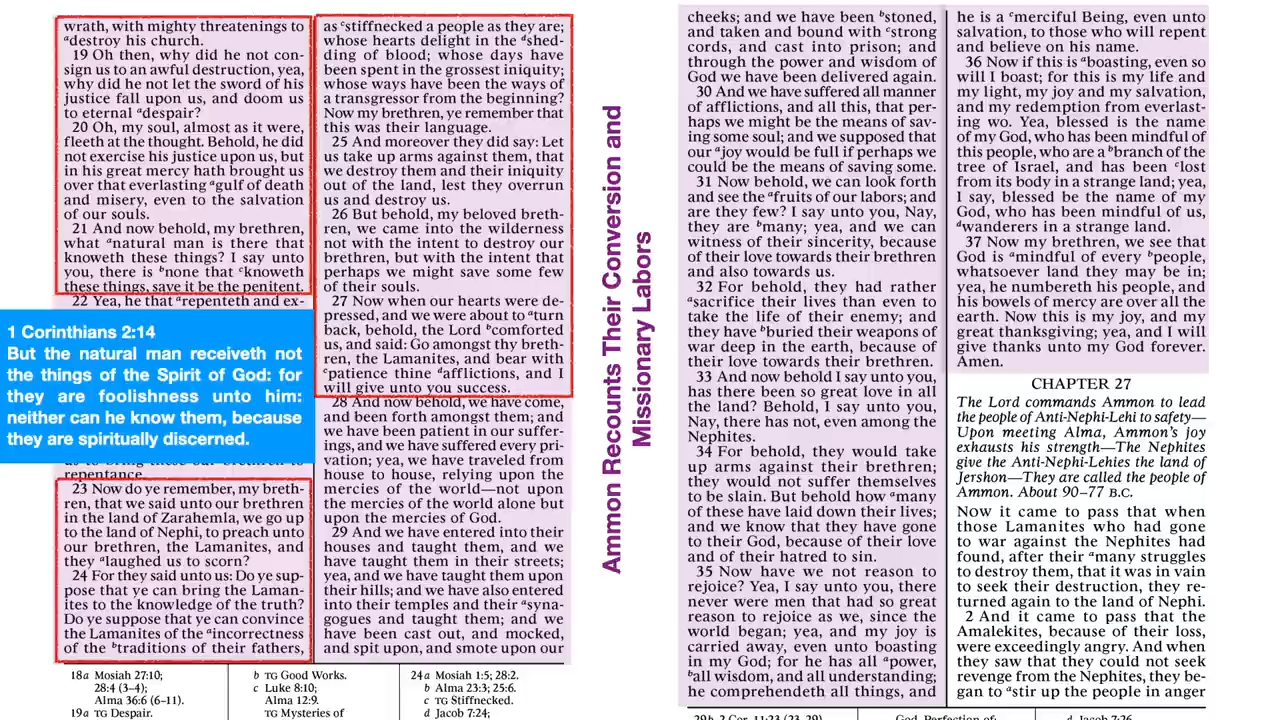 wrath, with mighty threatenings to
adestroy his church.
19 Oh then, why did he not con-
sign us to an awful destruction, yea,
why did he not let the sword of his
justice fall upon us, and doom us
to eternal adespair?
20 Oh, my soul, almost as it were,
fleeth at the thought. Behold, he did
not exercise his justice upon us, but
in his great mercy hath brought us
over that everlasting agulf of death
and misery, even to the salvation
of our souls.
21 And now behold, my brethren,
what anatural man is there that
knoweth these things? I say unto
you, there is bnone that cknoweth
these things, save it be the penitent.
22 Yea, he that arepenteth and ex-
1 Corinthians 2:14
But the natural man receiveth not
the things of the Spirit of God: for
they are foolishness unto him:
neither can he know them, because
they are spiritually discerned.
repentance.
23 Now do ye remember, my breth-
ren, that we said unto our brethren
in the land of Zarahemla, we go up
to the land of Nephi, to preach unto
our brethren, the Lamanites, and
they alaughed us to scorn?
24 For they said unto us: Do ye sup-
pose that ye can bring the Laman-
ites to the knowledge of the truth?
Do ye suppose that ye can convince
the Lamanites of the aincorrectness
of the btraditions of their fathers,
as cstiffnecked a people as they are;
whose hearts delight in the dshed-
ding of blood; whose days have
been spent in the grossest iniquity;
whose ways have been the ways of
a transgressor from the beginning?
Now my brethren, ye remember that
this was their language.
25 And moreover they did say: Let
us take up arms against them, that
we destroy them and their iniquity
out of the land, lest they overrun
us and destroy us.
26 But behold, my beloved breth-
ren, we came into the wilderness
not with the intent to destroy our
brethren, but with the intent that
perhaps we might save some few
of their souls.
27 Now when our hearts were de-
pressed, and we were about to aturn
back, behold, the Lord bcomforted
us, and said: Go amongst thy breth-
ren, the Lamanites, and bear with
cpatience thine dafflictions, and I
will give unto you success.
28 And now behold, we have come,
and been forth amongst them; and
we have been patient in our suffer-
ings, and we have suffered every pri-
vation; yea, we have traveled from
house to house, relying upon the
mercies of the world—not upon
the mercies of the world alone but
upon the mercies of God.
29 And we have entered into their
houses and taught them, and we
have taught them in their streets;
yea, and we have taught them upon
their hills; and we have also entered
into their temples and their asyna-
gogues and taught them; and we
have been cast out, and mocked,
and spit upon, and smote upon our
18a Mosiah 27:10;
28:4 (3–4);
Alma 36:6 (6–11).
19a TG Despair.
b TG Good Works.
c Luke 8:10;
Alma 12:9.
TG Mysteries of
24a Mosiah 1:5; 28:2.
b Alma 23:3; 25:6.
c TG Stiffnecked.
d Jacob 7:24;
Ammon Recounts Their Conversion and
Missionary Labors
cheeks; and we have been bstoned,
and taken and bound with cstrong
cords, and cast into prison; and
through the power and wisdom of
God we have been delivered again.
30 And we have suffered all manner
of afflictions, and all this, that per-
haps we might be the means of sav-
ing some soul; and we supposed that
our ajoy would be full if perhaps we
could be the means of saving some.
31 Now behold, we can look forth
and see the afruits of our labors; and
are they few? I say unto you, Nay,
they are bmany; yea, and we can
witness of their sincerity, because
of their love towards their brethren
and also towards us.
32 For behold, they had rather
asacrifice their lives than even to
take the life of their enemy; and
they have bburied their weapons of
war deep in the earth, because of
their love towards their brethren.
33 And now behold I say unto you,
has there been so great love in all
the land? Behold, I say unto you,
Nay, there has not, even among the
Nephites.
34 For behold, they would take
up arms against their brethren;
they would not suffer themselves
to be slain. But behold how amany
of these have laid down their lives;
and we know that they have gone
to their God, because of their love
and of their hatred to sin.
35 Now have we not reason to
rejoice? Yea, I say unto you, there
never were men that had so great
reason to rejoice as we, since the
world began; yea, and my joy is
carried away, even unto boasting
in my God; for he has all apower,
ball wisdom, and all understanding;
he comprehendeth all things, and
he is a cmerciful Being, even unto
salvation, to those who will repent
and believe on his name.
36 Now if this is aboasting, even so
will I boast; for this is my life and
my light, my joy and my salvation,
and my redemption from everlast-
ing wo. Yea, blessed is the name
of my God, who has been mindful of
this people, who are a bbranch of the
tree of Israel, and has been clost
from its body in a strange land; yea,
I say, blessed be the name of my
God, who has been mindful of us,
dwanderers in a strange land.
37 Now my brethren, we see that
God is amindful of every bpeople,
whatsoever land they may be in;
yea, he numbereth his people, and
his bowels of mercy are over all the
earth. Now this is my joy, and my
great thanksgiving; yea, and I will
give thanks unto my God forever.
Amen.
CHAPTER 27
The Lord commands Ammon to lead
the people of Anti-Nephi-Lehi to safety—
Upon meeting Alma, Ammon's joy
exhausts his strength—The Nephites
give the Anti-Nephi-Lehies the land of
Jershon—They are called the people of
Ammon. About 90–77 B.C.
Now it came to pass that when
those Lamanites who had gone
to war against the Nephites had
found, after their amany struggles
to destroy them, that it was in vain
to seek their destruction, they re-
turned again to the land of Nephi.
2 And it came to pass that the
Amalekites, because of their loss,
were exceedingly angry. And when
they saw that they could not seek
revenge from the Nephites, they be-
gan to astir up the people in anger